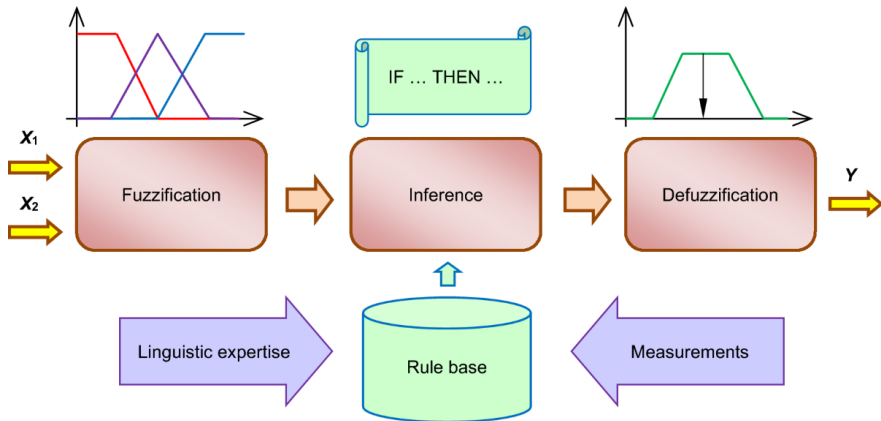 IF … THEN …
X1
Fuzzification
Inference
Defuzzification
Y
X2
Linguistic expertise
Rule base
Measurements